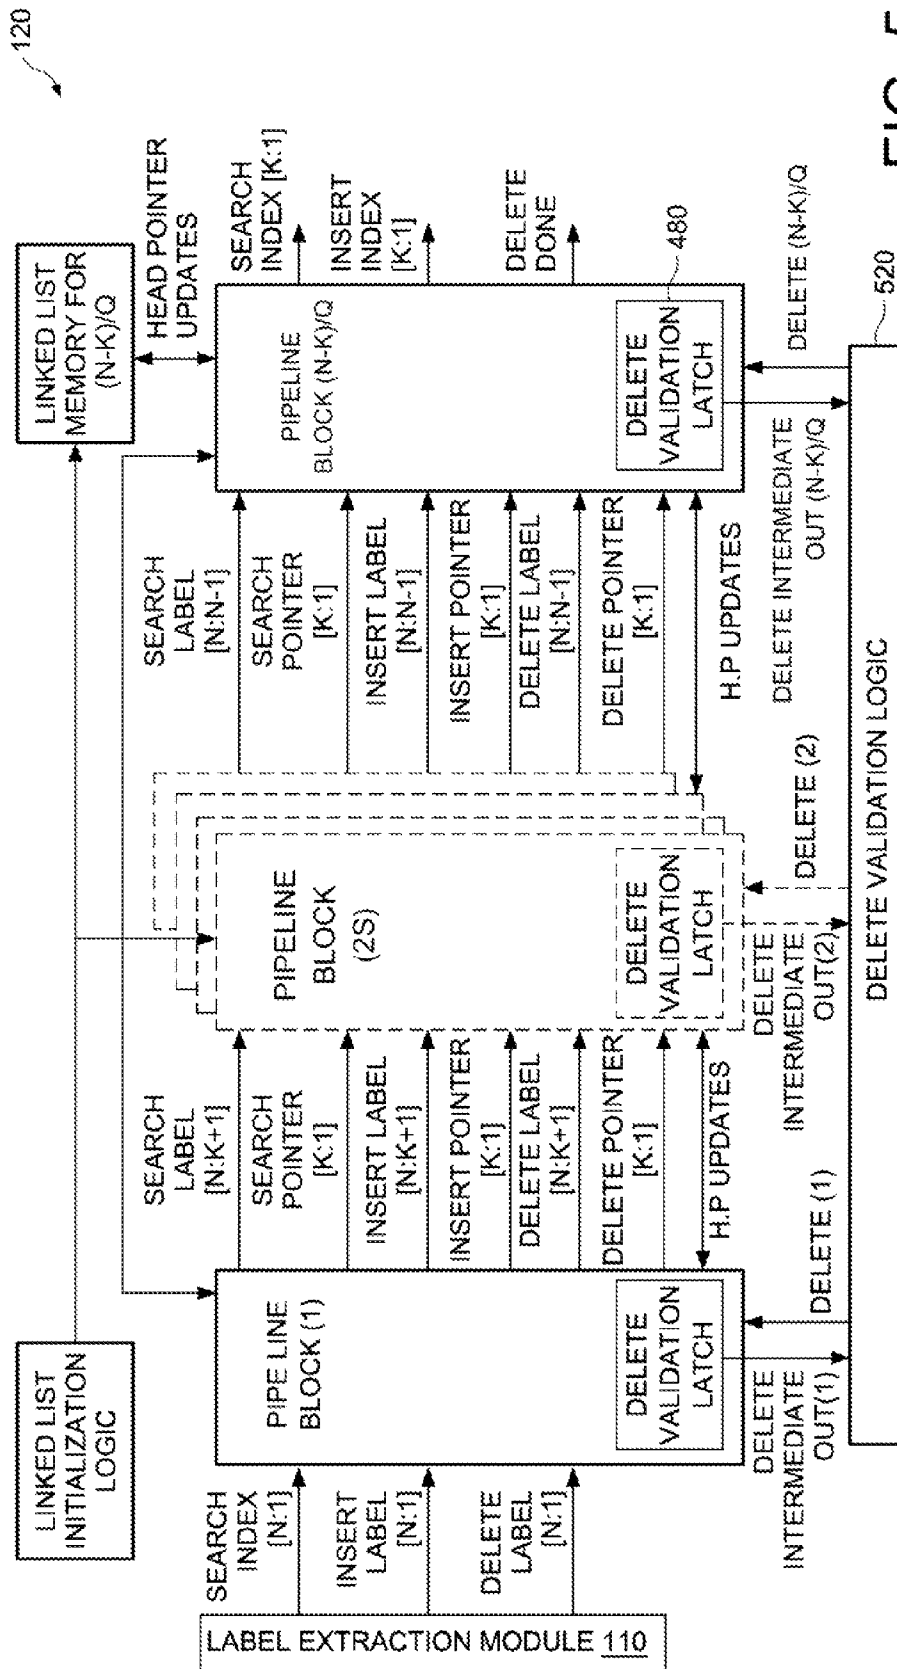 120
LINKED LIST
INITIALIZATION
LOGIC
LINKED LIST
MEMORY FOR
(N-K)/Q
HEAD POINTER
UPDATES
LABEL EXTRACTION MODULE 110
SEARCH
INDEX
[N:1]
INSERT
LABEL
[N:1]
DELETE
LABEL
[N:1]
PIPE LINE
BLOCK (1)
DELETE
VALIDATION
LATCH
SEARCH
LABEL
[N:K+1]
SEARCH
POINTER
[K:1]
INSERT LABEL
[N:K+1]
INSERT POINTER
[K:1]
DELETE LABEL
[N:K+1]
DELETE POINTER
[K:1]
H.P UPDATES
PIPELINE
BLOCK
(2S)
DELETE
VALIDATION
LATCH
SEARCH
LABEL
[N:N-1]
SEARCH
POINTER
[K:1]
INSERT LABEL
[N:N-1]
INSERT POINTER
[K:1]
DELETE LABEL
[N:N-1]
DELETE POINTER
[K:1]
H.P UPDATES
PIPELINE
BLOCK (N-K)/Q
DELETE
VALIDATION
LATCH
480
SEARCH
INDEX [K:1]
INSERT
INDEX
[K:1]
DELETE
DONE
DELETE
INTERMEDIATE
OUT(1)
DELETE (1)
DELETE
INTERMEDIATE
OUT(2)
DELETE (2)
DELETE INTERMEDIATE
OUT (N-K)/Q
DELETE (N-K)/Q
DELETE VALIDATION LOGIC
520